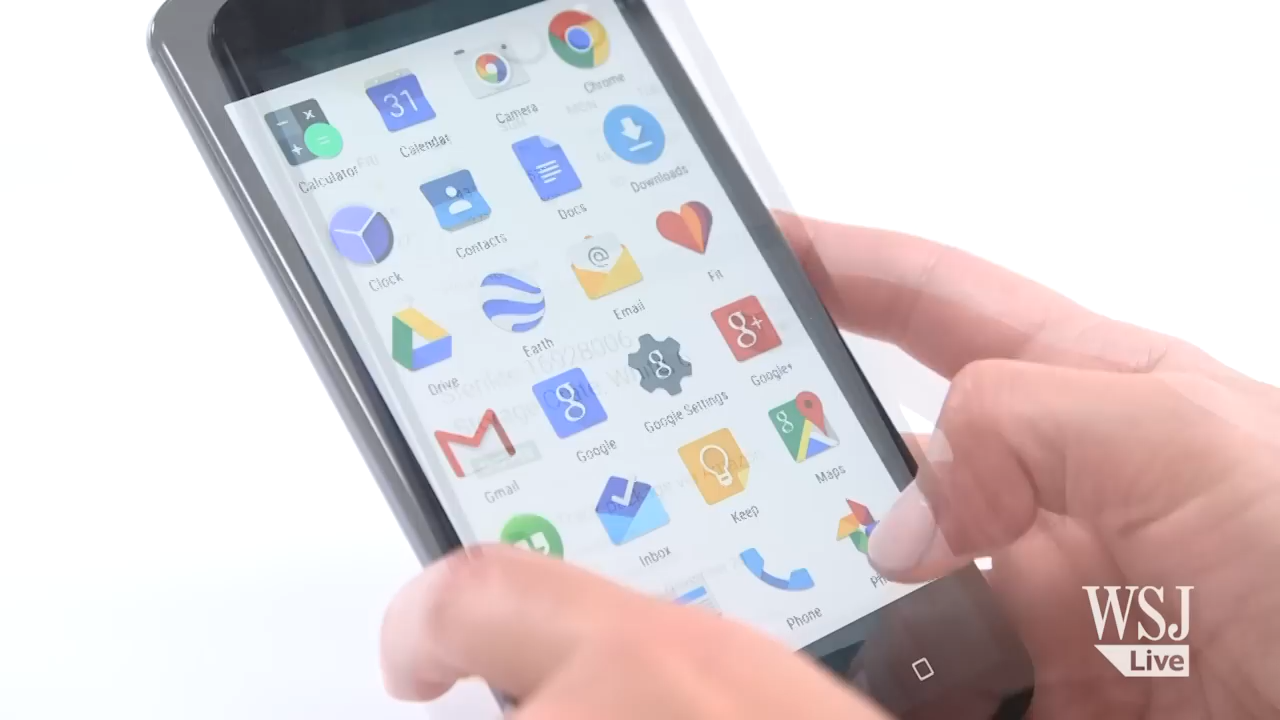 Calculator
Calendar
31
Camera
Chrome
Clock
Contacts
Docs
Downloads
Drive
Earth
Email
@
Fit
Gmail
Google
g
Google Settings
g
Google+
g+
Inbox
Keep
Maps
g
Phone
WSJ
Live